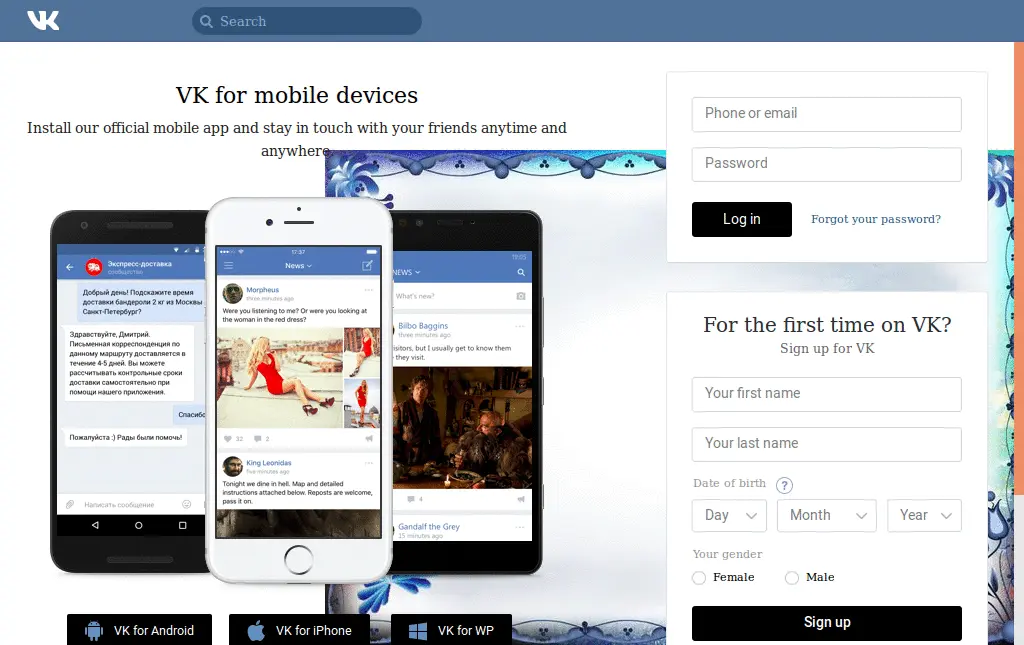 VK
Search
VK for mobile devices
Install our official mobile app and stay in touch with your friends anytime and
anywhere.
Экспресс-доставка
сообщество
Добрый день! Подскажите время
доставки бандероли 2 кг из Москвы
Санкт-Петербург?
Здравствуйте, Дмитрий.
Письменная корреспонденция по
данному маршруту доставляется в
течение 4-5 дней. Вы можете
рассчитывать контрольные сроки
доставки самостоятельно при
помощи нашего приложения.
Спасибо
Пожалуйста :) Рады были помочь!
Написать сообщение
17:37
News
Morpheus
three minutes ago
Were you listening to me? Or were you looking at
the woman in the red dress?
32
2
King Leonidas
five minutes ago
Tonight we dine in hell. Map and detailed
instructions attached below. Reposts are welcome,
pass it on.
18:05
NEWS
What's new?
Bilbo Baggins
three minutes ago
isitors, but I usually get to know them
they visit.
4
Gandalf the Grey
15 minutes ago
VK for Android
VK for iPhone
VK for WP
Phone or email
Password
Log in
Forgot your password?
For the first time on VK?
Sign up for VK
Your first name
Your last name
Date of birth ?
Day
Month
Year
Your gender
Female
Male
Sign up